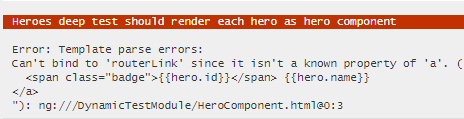 Heroes deep test should render each hero as hero component
Error: Template parse errors:
Can't bind to 'routerLink' since it isn't a known property of 'a'. (
<span class="badge">{{hero.id}}</span> {{hero.name}}
</a>
"): ng:///DynamicTestModule/HeroComponent.html@0:3